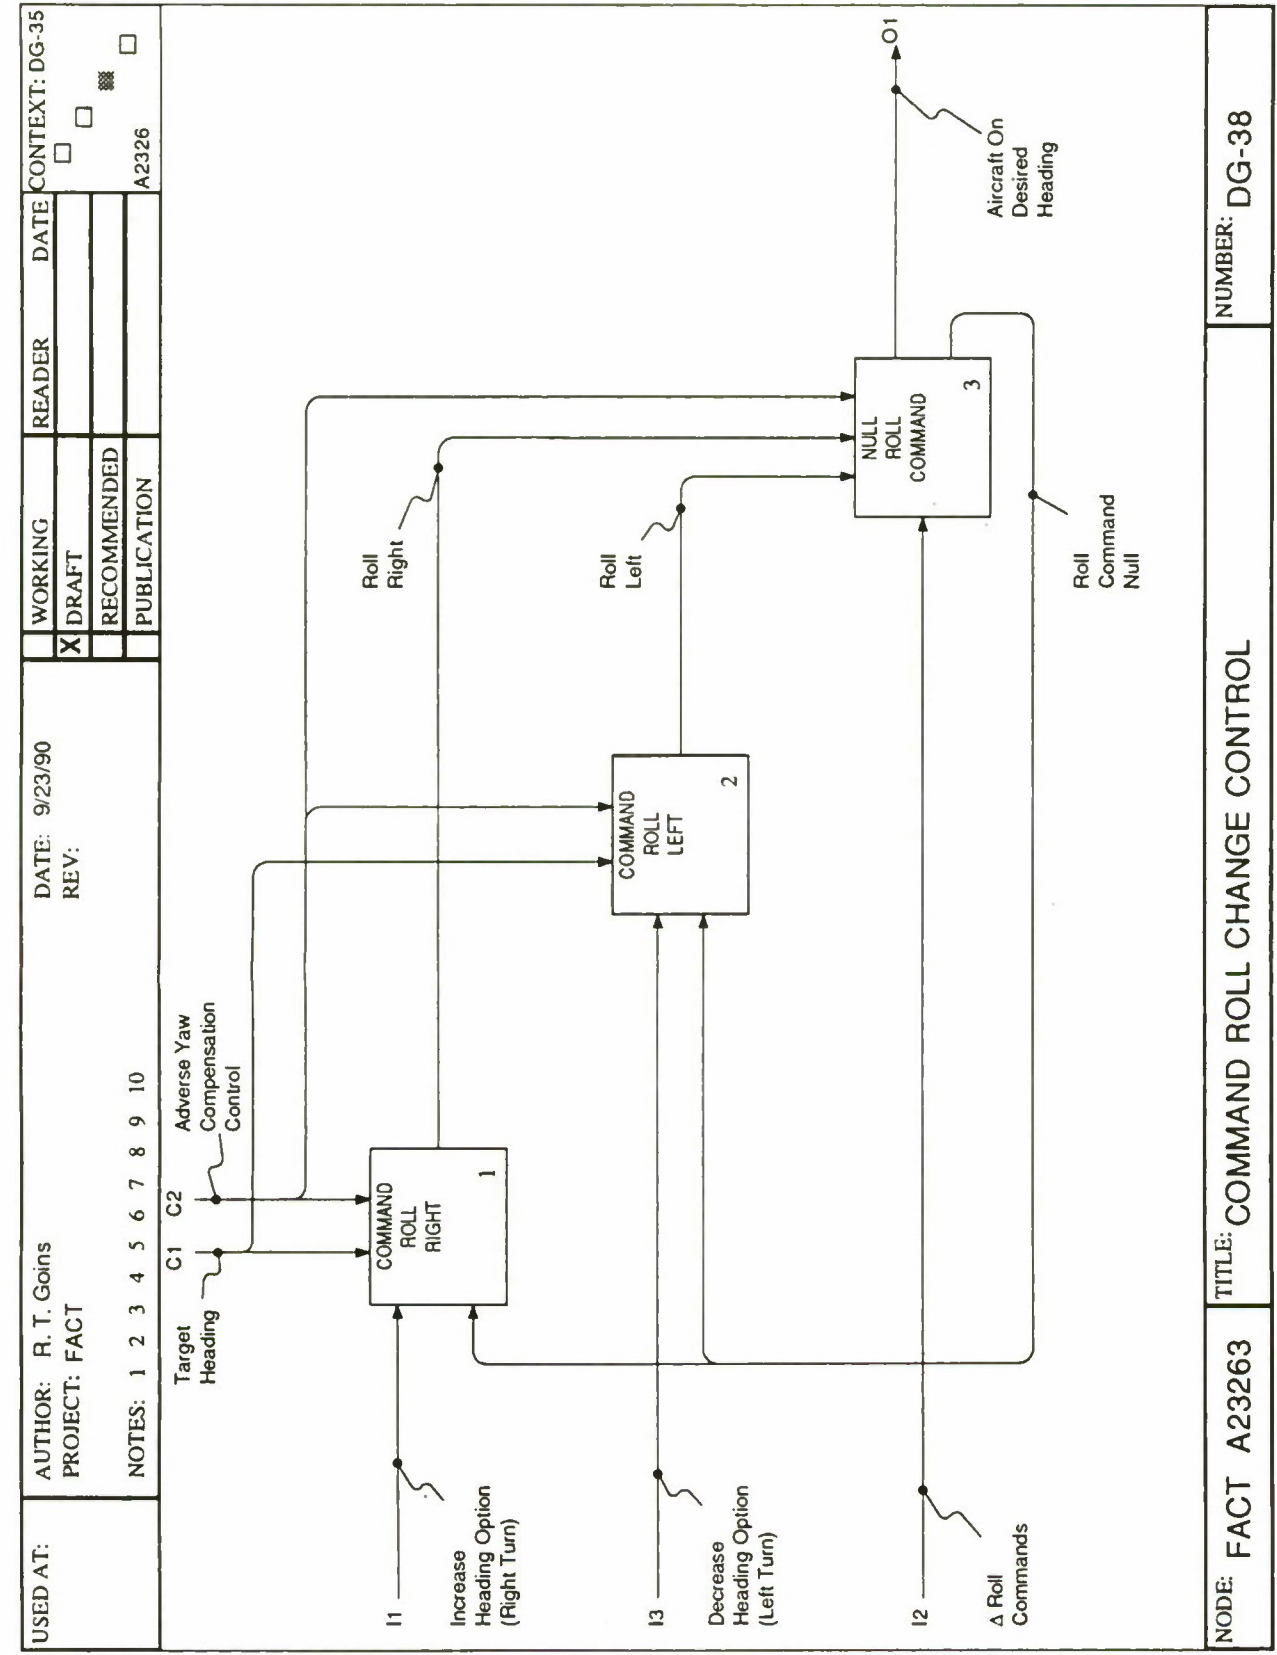 USED AT:
AUTHOR: R. T. Goins
DATE: 9/23/90
PROJECT: FACT
REV:
NOTES: 1 2 3 4 5 6 7 8 9 10
WORKING
X DRAFT
RECOMMENDED
PUBLICATION
READER DATE
CONTEXT: DG-35
A2326
C1
C2
Target
Heading
Adverse Yaw
Compensation
Control
I1
Increase
Heading Option
(Right Turn)
COMMAND
ROLL
RIGHT
1
Roll
Right
I3
Decrease
Heading Option
(Left Turn)
COMMAND
ROLL
LEFT
2
Roll
Left
I2
Δ Roll
Commands
NULL
ROLL
COMMAND
3
Roll
Command
Null
O1
Aircraft On
Desired
Heading
NODE: FACT A23263
TITLE: COMMAND ROLL CHANGE CONTROL
NUMBER: DG-38